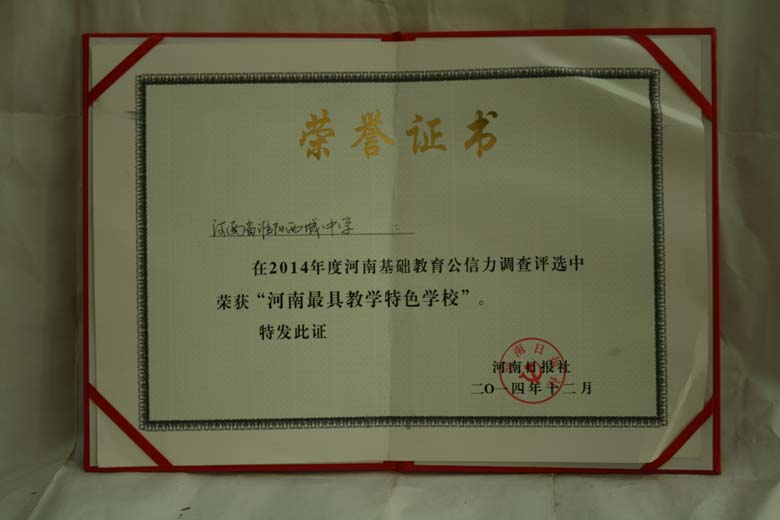 荣誉证书
河南省淮阳西城中学：
在2014年度河南基础教育公信力调查评选中
荣获“河南最具教学特色学校”。
特发此证
河南日报社
二〇一四年十二月